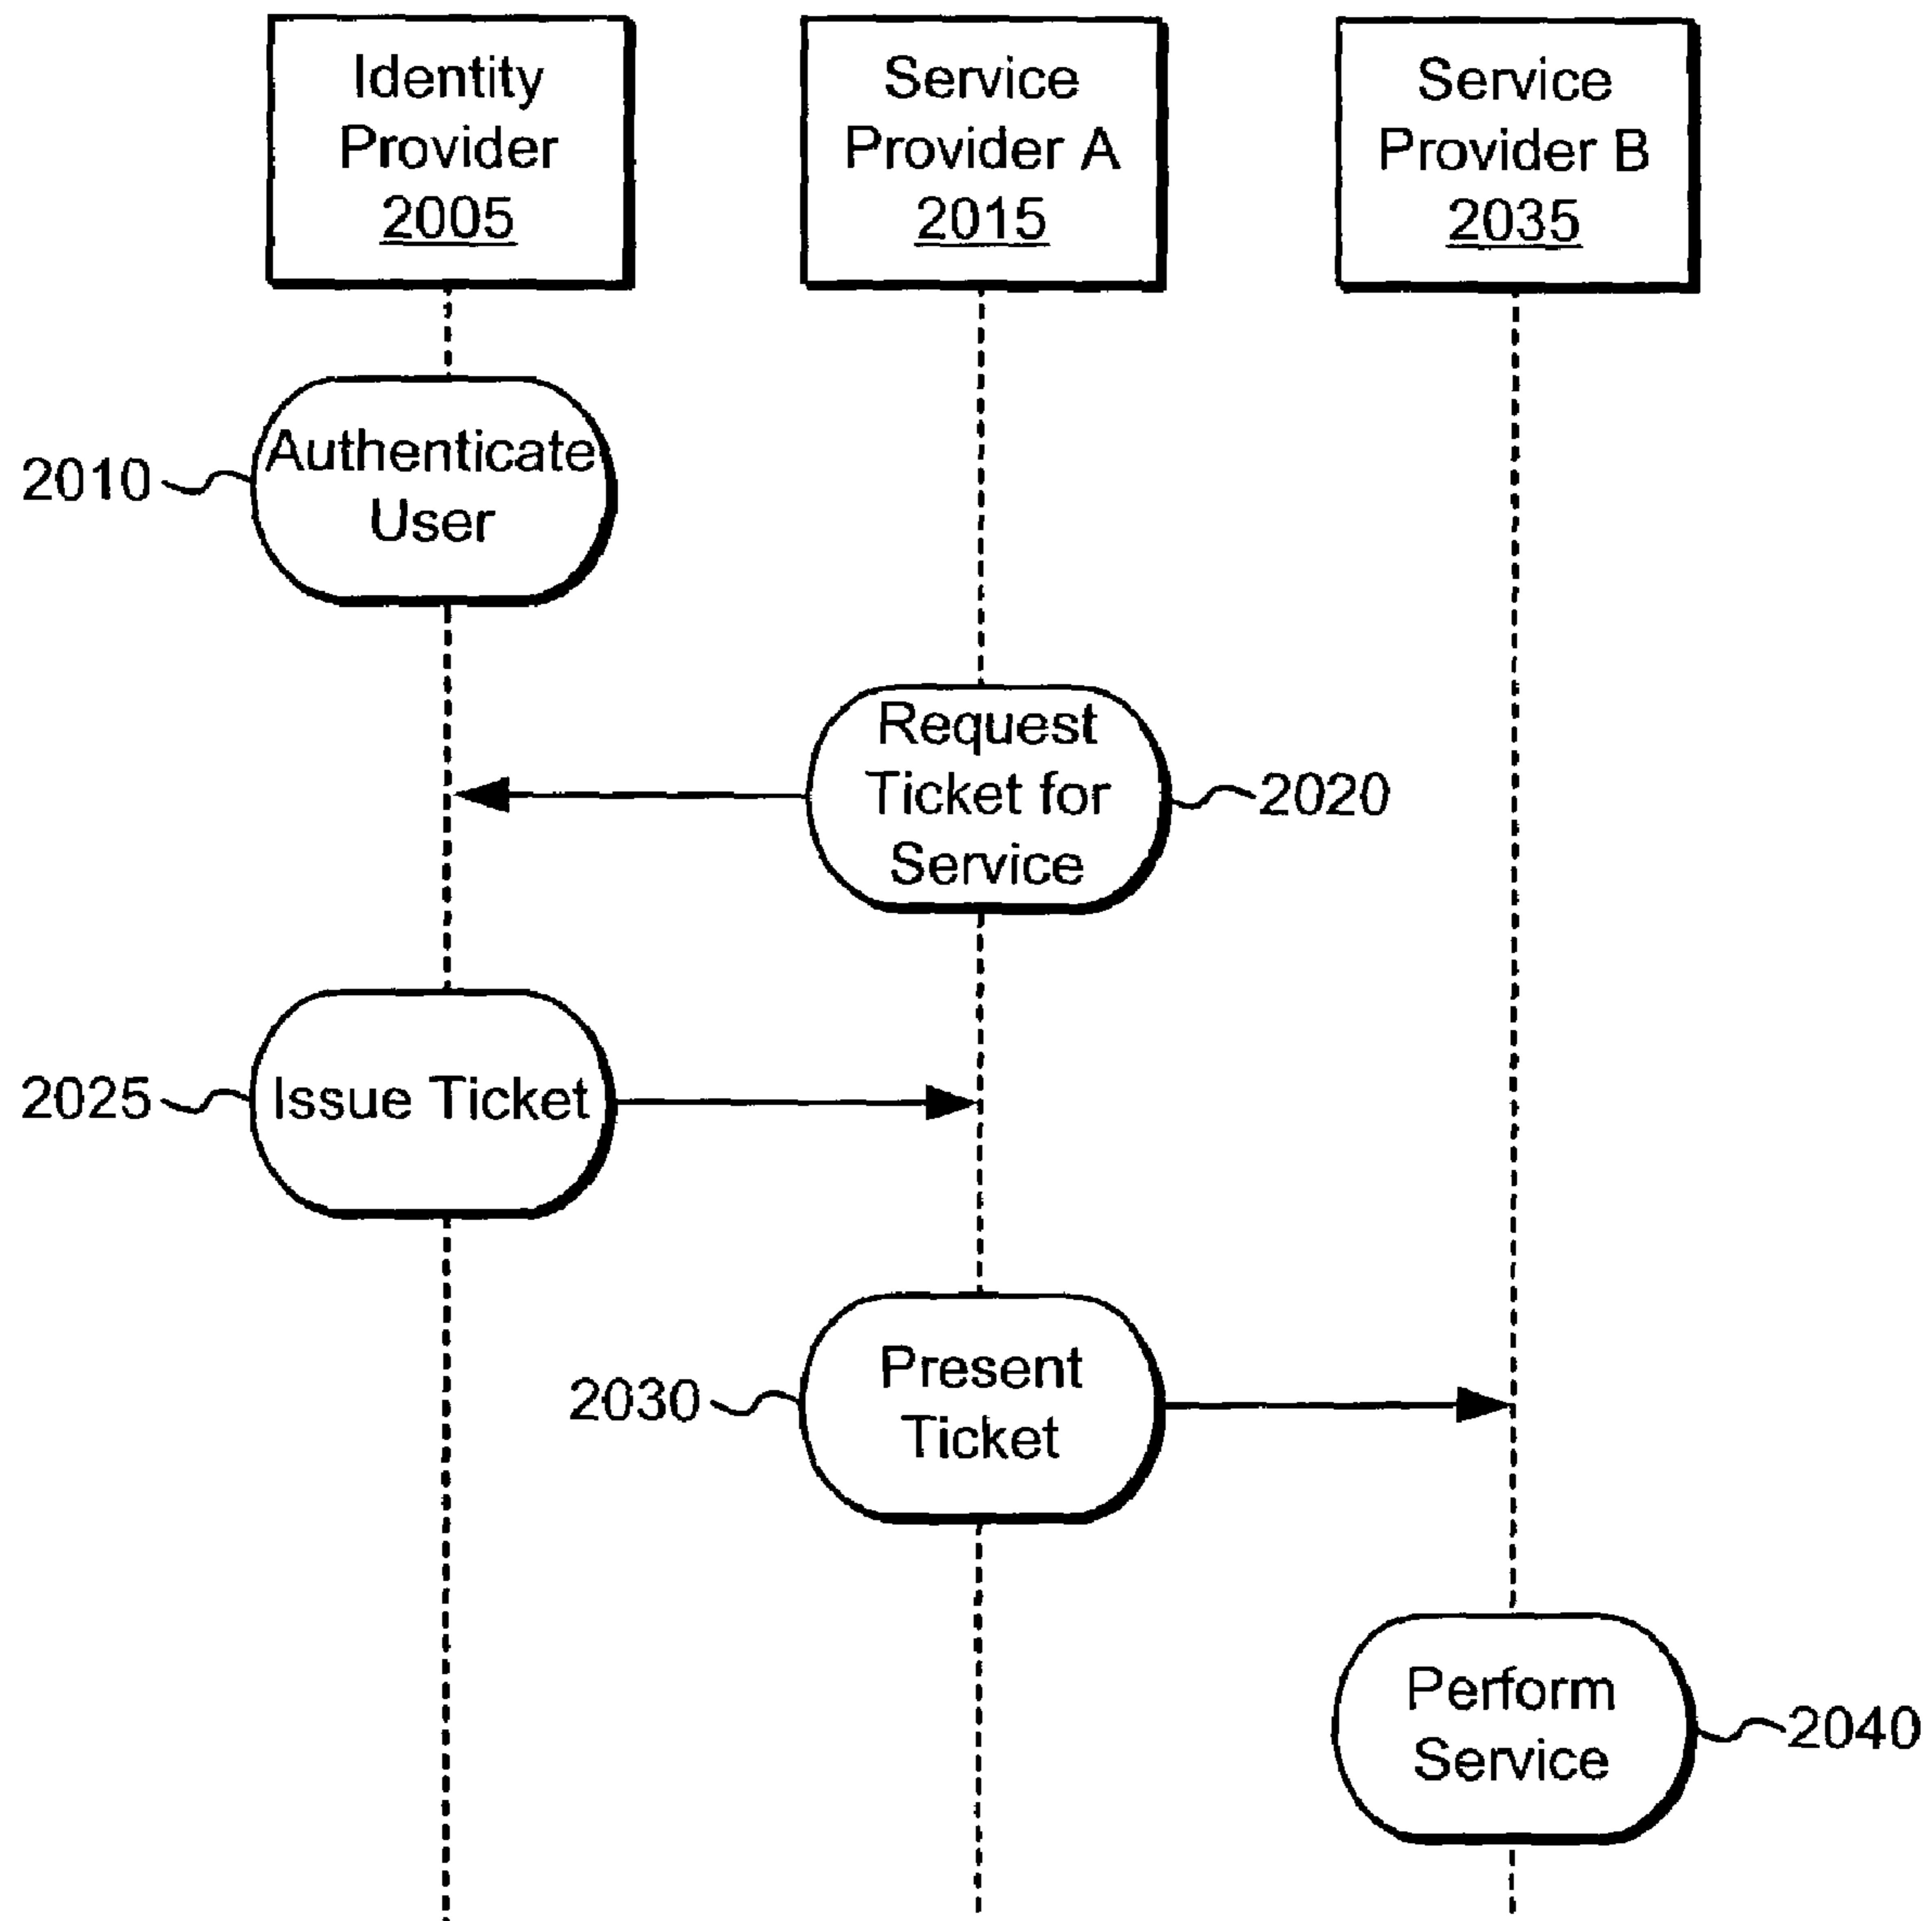 Identity
Provider
2005
Service
Provider A
2015
Service
Provider B
2035
2010
Authenticate
User
Request
Ticket for
Service
2020
2025
Issue Ticket
2030
Present
Ticket
Perform
Service
2040